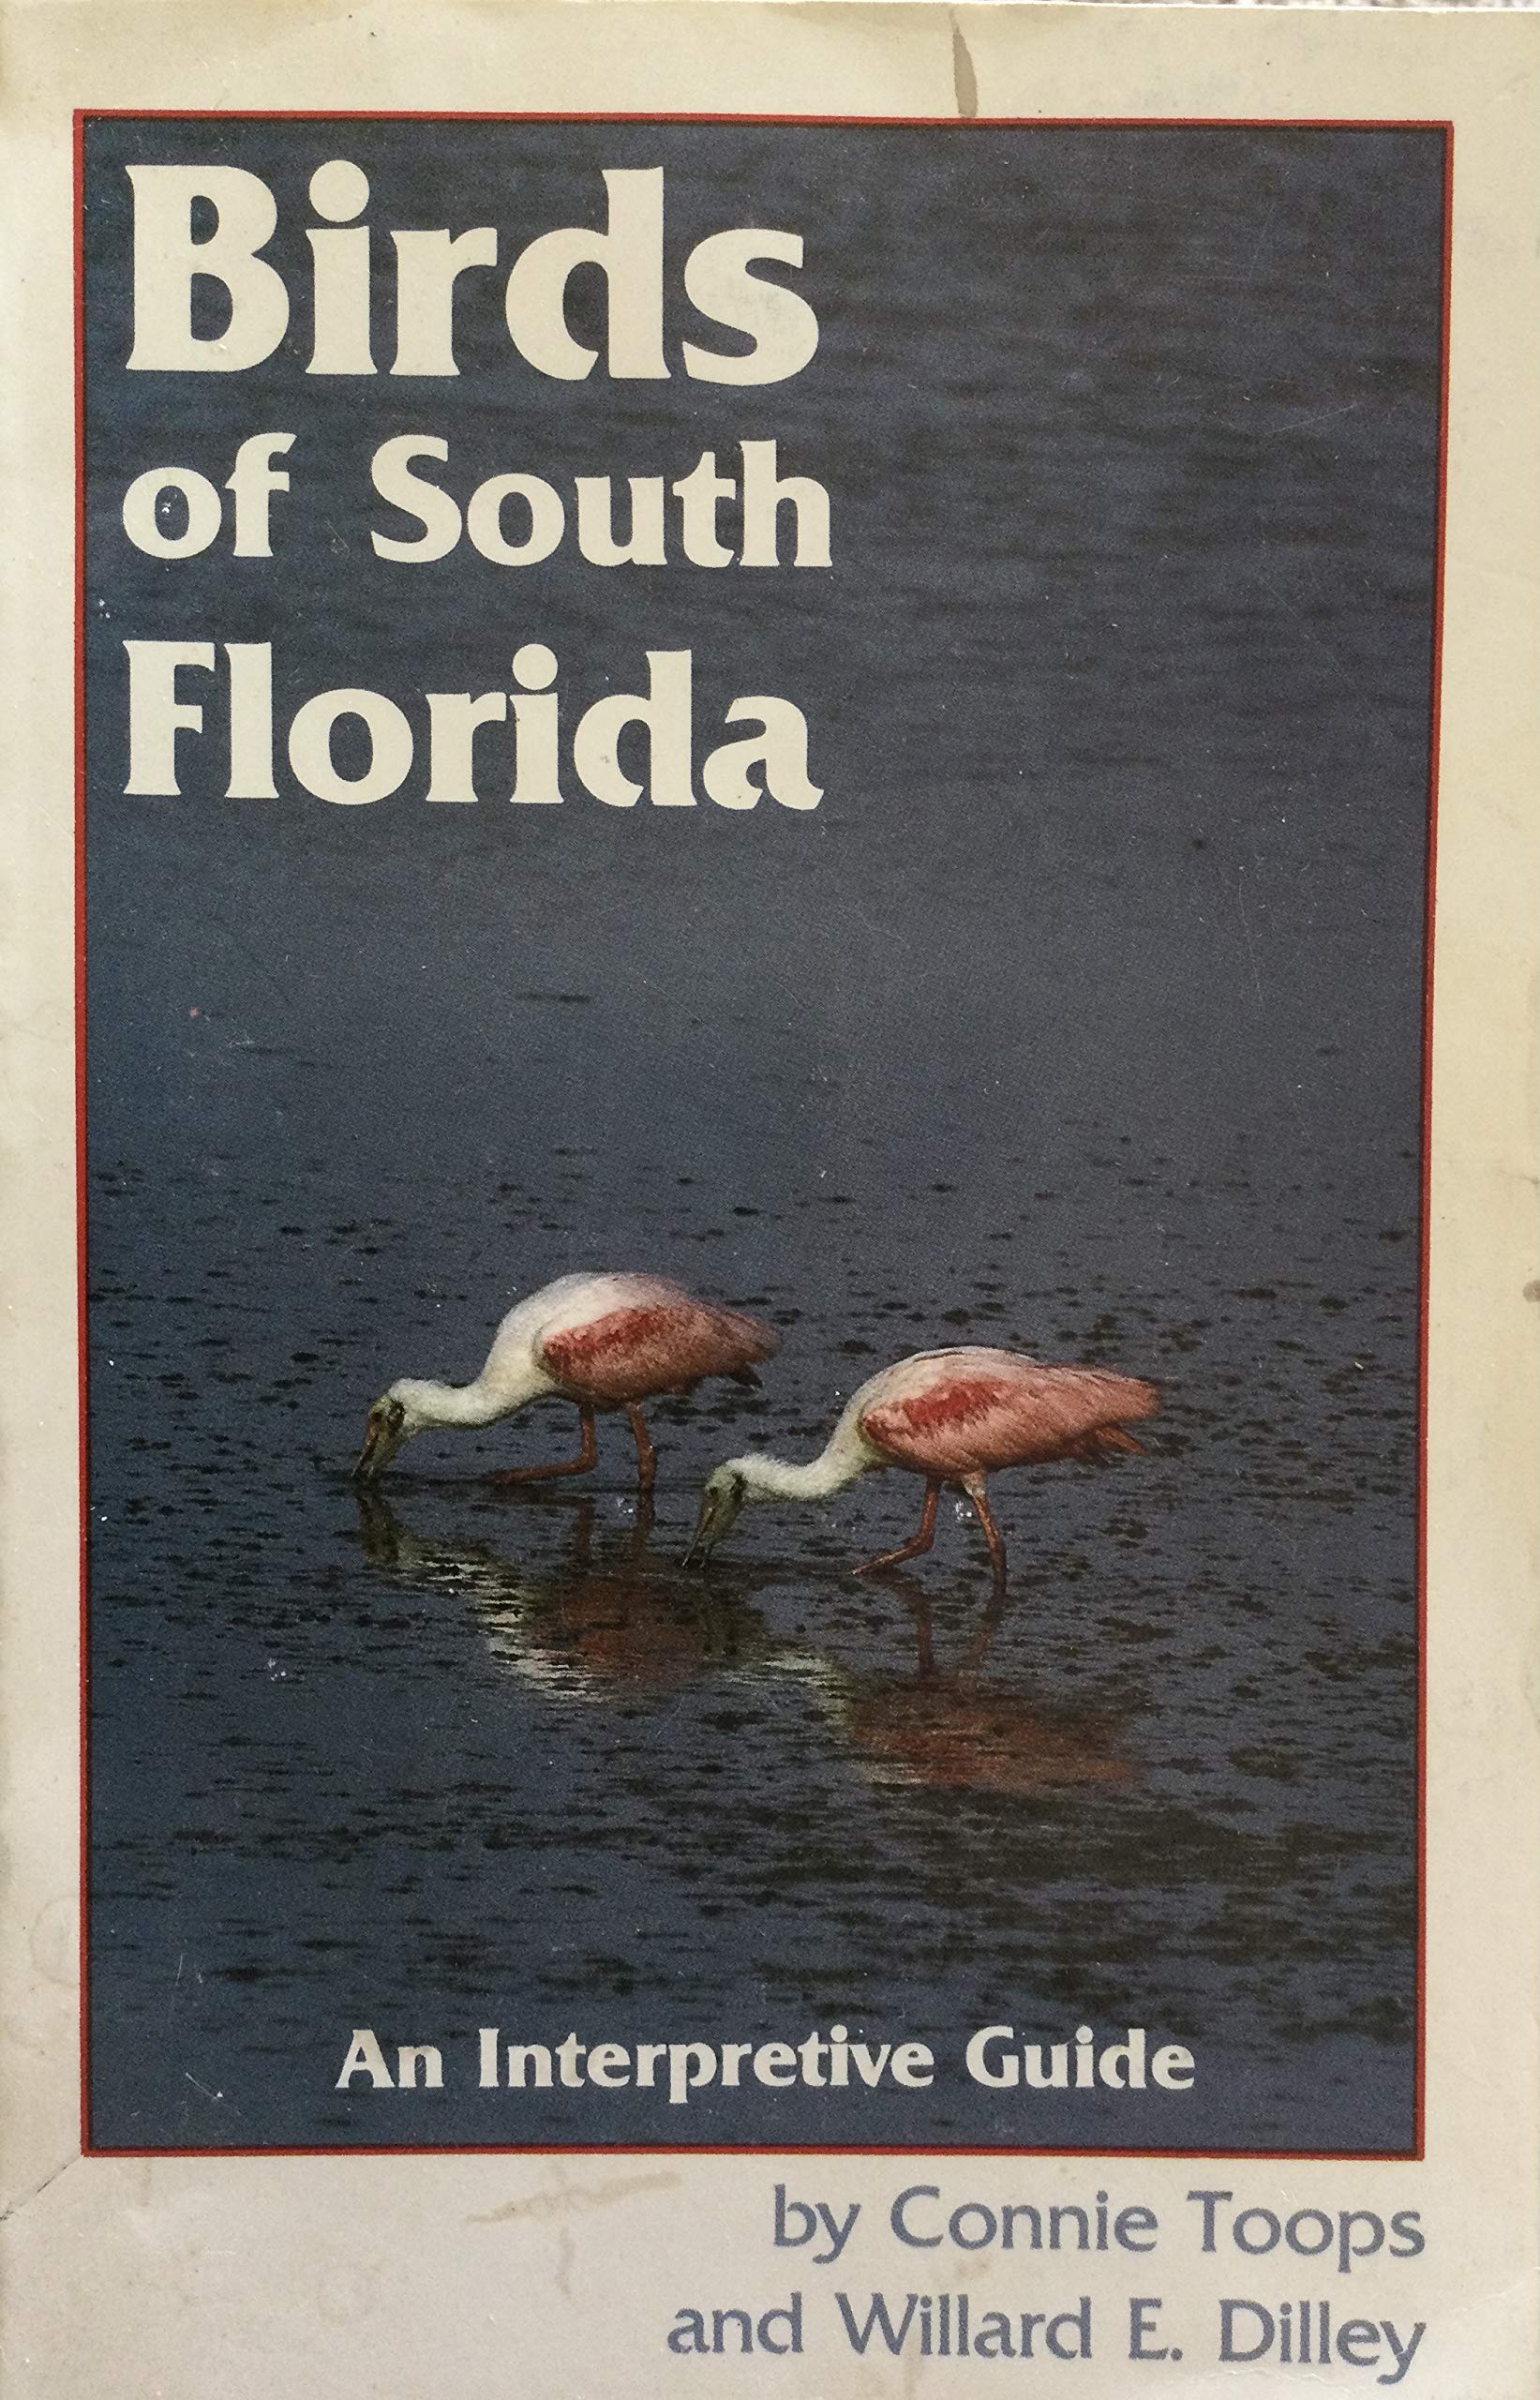 Birds
of South
Florida
An Interpretive Guide
by Connie Toops
and Willard E. Dilley